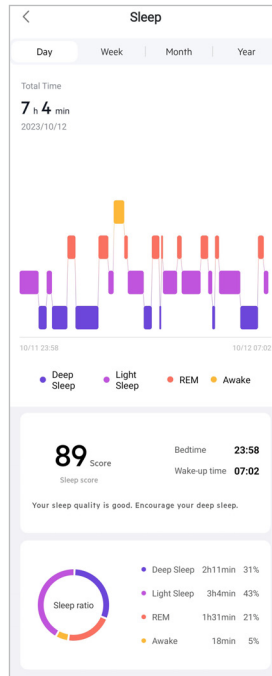 Sleep
Day Week Month Year
Total Time
7 h 4 min
2023/10/12
10/11 23:58 10/12 07:02
Deep Sleep Light Sleep REM Awake
89 Score
Sleep score
Bedtime 23:58
Wake-up time 07:02
Your sleep quality is good. Encourage your deep sleep.
Sleep ratio
Deep Sleep 2h11min 31%
Light Sleep 3h4min 43%
REM 1h31min 21%
Awake 18min 5%